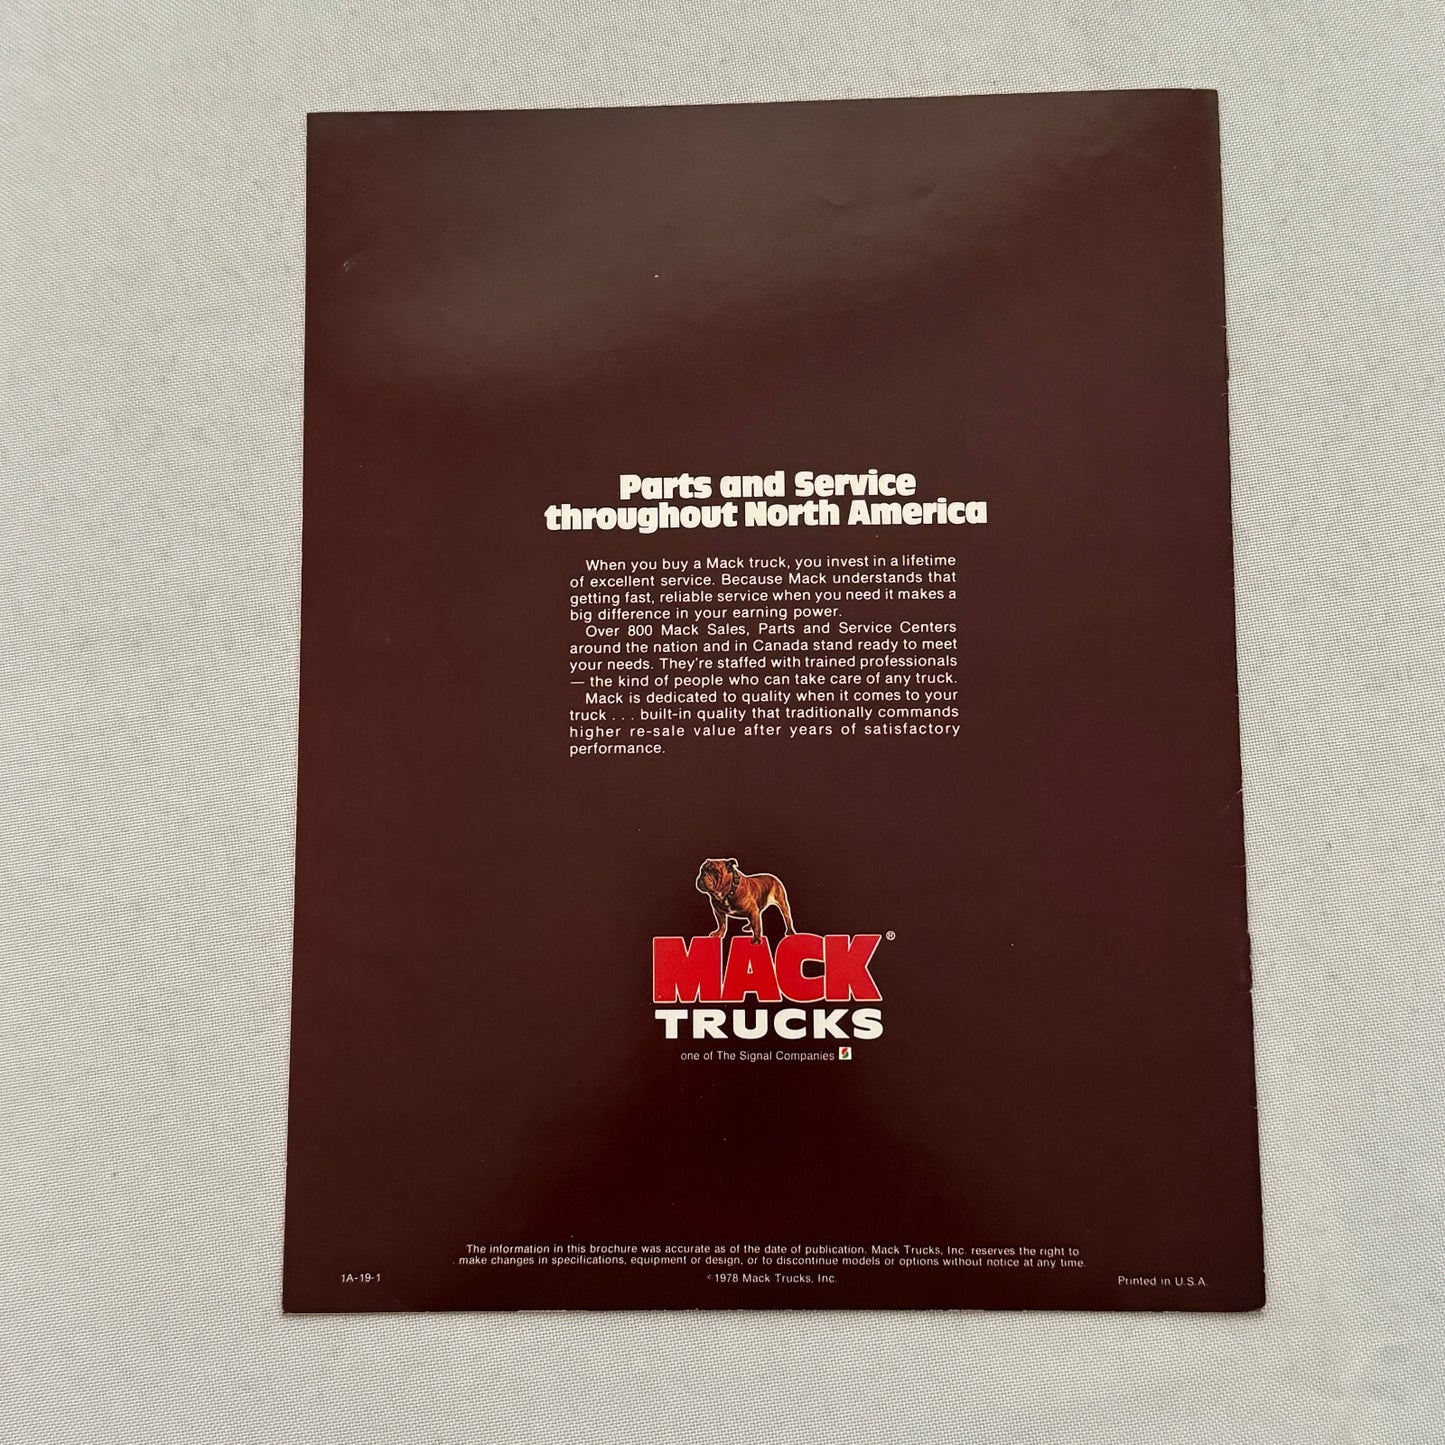 Parts and Service
throughout North America
When you buy a Mack truck, you invest in a lifetime
of excellent service. Because Mack understands that
getting fast, reliable service when you need it makes a
big difference in your earning power.
Over 800 Mack Sales, Parts and Service Centers
around the nation and in Canada stand ready to meet
your needs. They're staffed with trained professionals
— the kind of people who can take care of any truck.
Mack is dedicated to quality when it comes to your
truck . . . built-in quality that traditionally commands
higher re-sale value after years of satisfactory
performance.
MACK®
TRUCKS
one of The Signal Companies
The information in this brochure was accurate as of the date of publication. Mack Trucks, Inc. reserves the right to
make changes in specifications, equipment or design, or to discontinue models or options without notice at any time.
1A-19-1 ©1978 Mack Trucks, Inc. Printed in U.S.A.